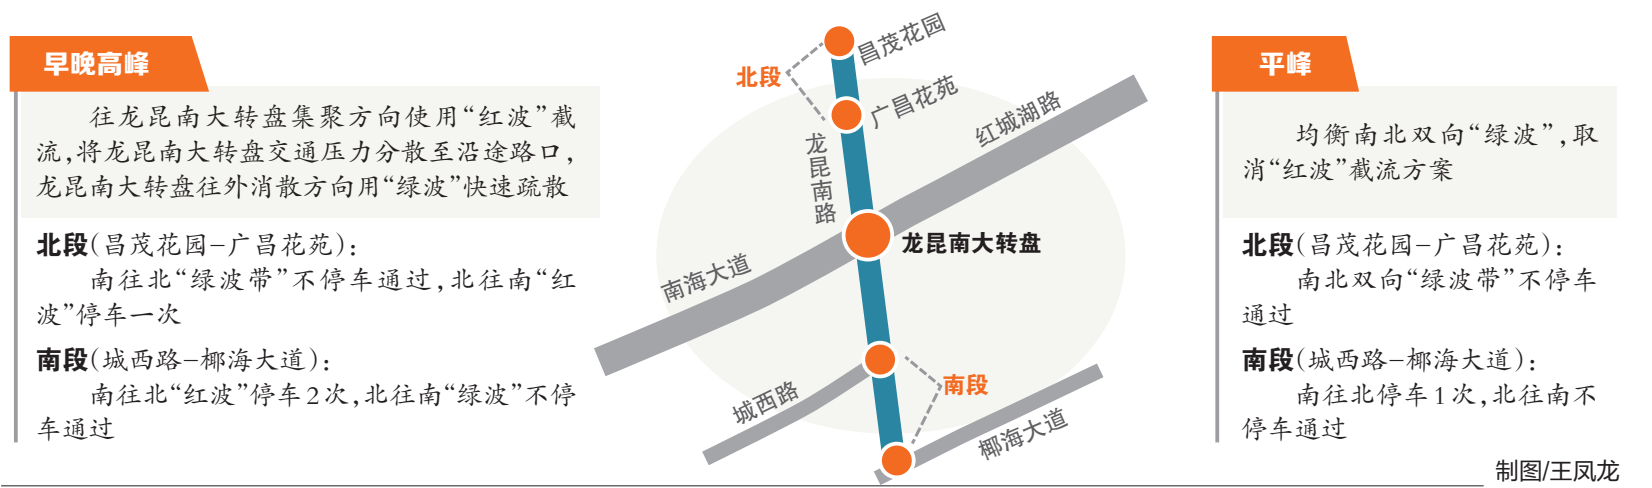 早晚高峰
往龙昆南大转盘集聚方向使用“红波”截
流,将龙昆南大转盘交通压力分散至沿途路口,
龙昆南大转盘往外消散方向用“绿波”快速疏散
北段(昌茂花园–广昌花苑):
南往北“绿波带”不停车通过,北往南“红
波”停车一次
南段(城西路–椰海大道):
南往北“红波”停车2次,北往南“绿波”不停
车通过
昌茂花园
北段
广昌花苑
红城湖路
龙昆南路
龙昆南大转盘
南海大道
城西路
南段
椰海大道
平峰
均衡南北双向“绿波”,取
消“红波”截流方案
北段(昌茂花园–广昌花苑):
南北双向“绿波带”不停车
通过
南段(城西路–椰海大道):
南往北停车1次,北往南不
停车通过
制图/王凤龙